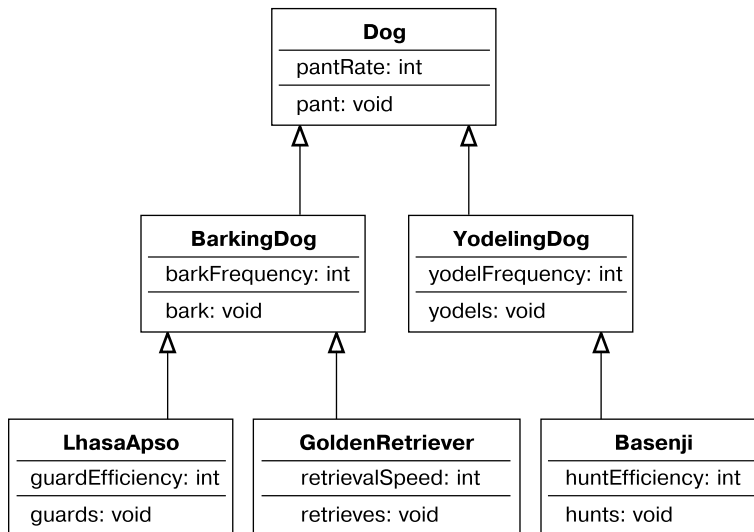 Dog
pantRate: int
pant: void
BarkingDog
barkFrequency: int
bark: void
YodelingDog
yodelFrequency: int
yodels: void
LhasaApso
guardEfficiency: int
guards: void
GoldenRetriever
retrievalSpeed: int
retrieves: void
Basenji
huntEfficiency: int
hunts: void